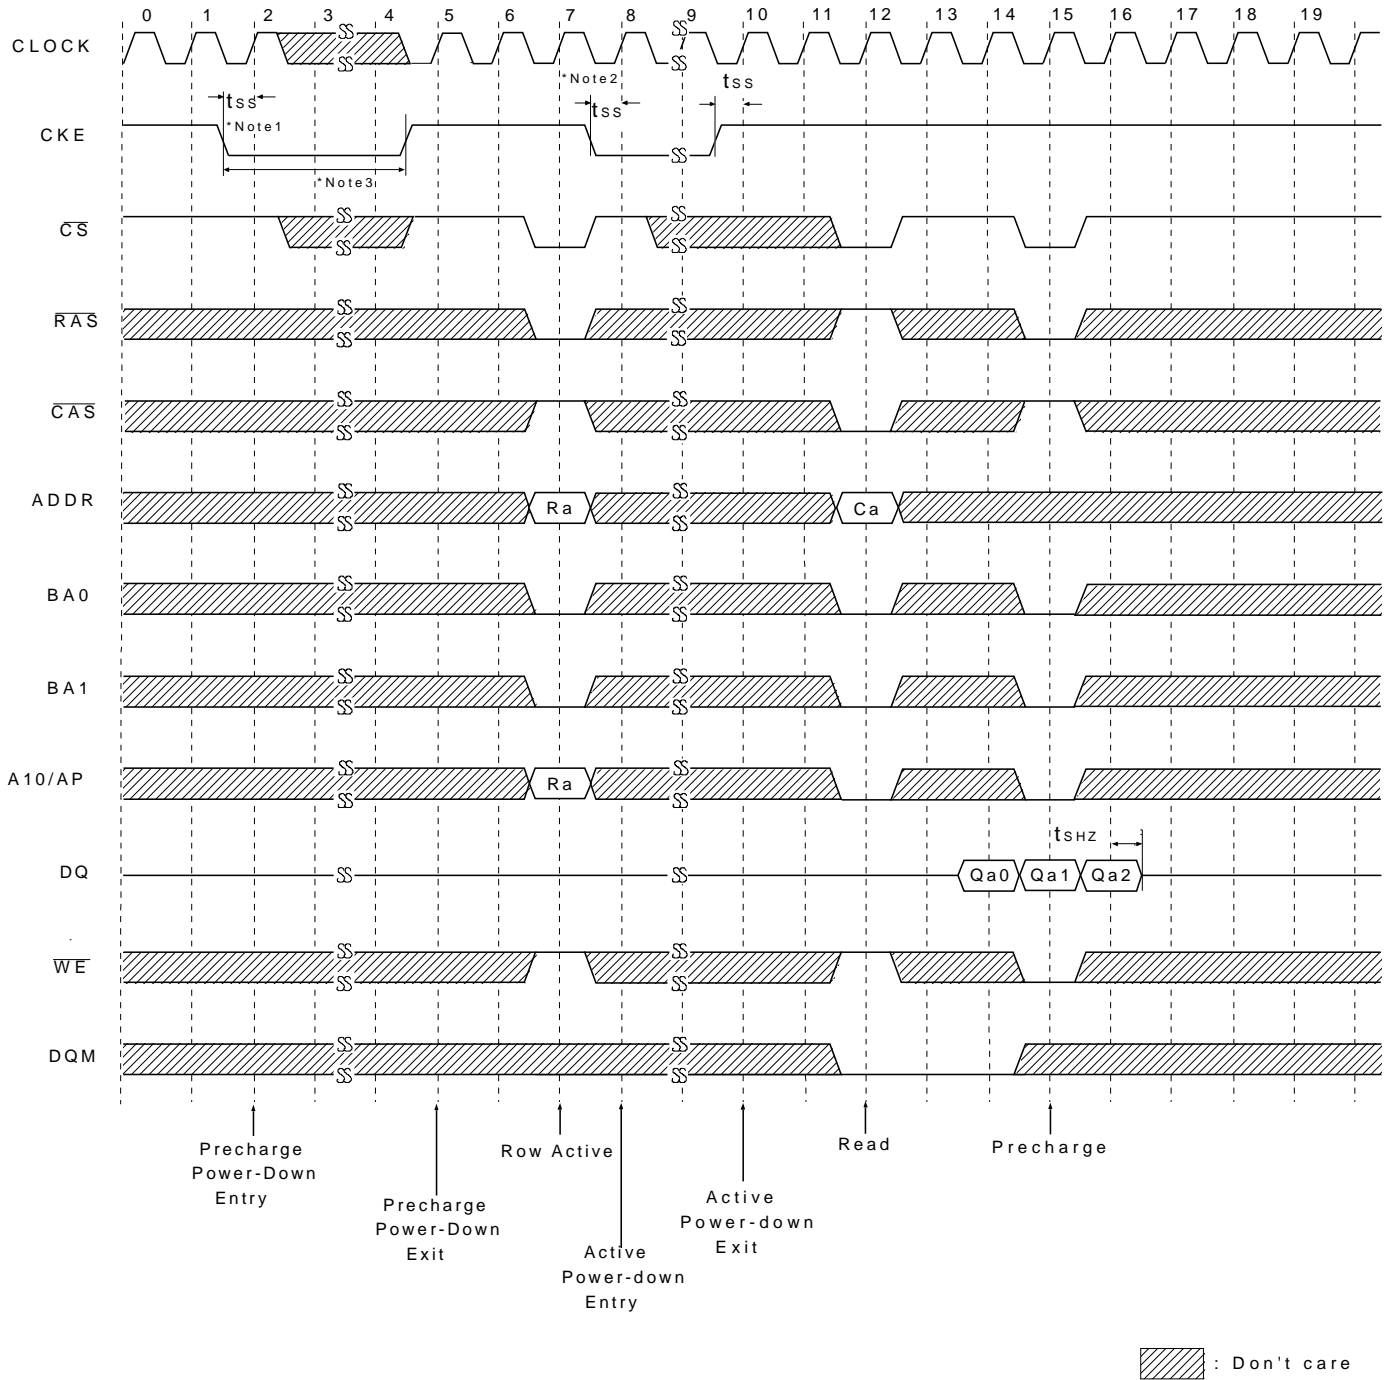 0 1 2 3 4 5 6 7 8 9 10 11 12 13 14 15 16 17 18 19
CLOCK
*Note2
tSS
tSS
tSS
*Note1
CKE
*Note3
CS
RAS
CAS
ADDR
Ra
Ca
BA0
BA1
A10/AP
Ra
tSHZ
DQ
Qa0 Qa1 Qa2
WE
DQM
Precharge
Power-Down
Entry
Precharge
Power-Down
Exit
Row Active
Active
Power-down
Entry
Active
Power-down
Exit
Read
Precharge
: Don't care